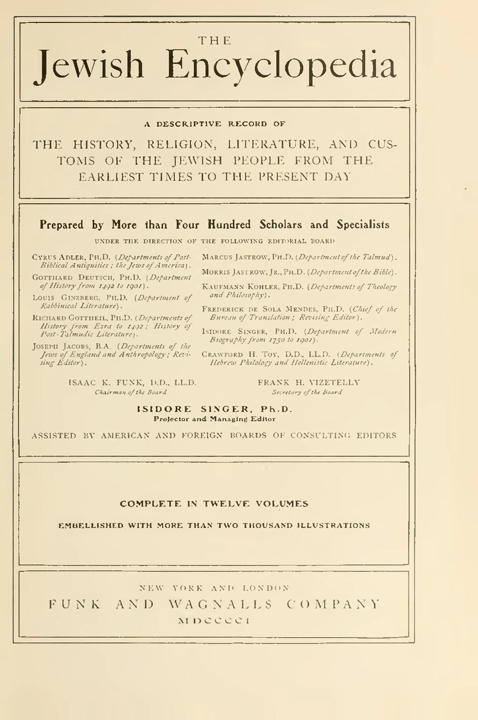 THE
Jewish Encyclopedia
A DESCRIPTIVE RECORD OF
THE HISTORY, RELIGION, LITERATURE, AND CUS-
TOMS OF THE JEWISH PEOPLE FROM THE
EARLIEST TIMES TO THE PRESENT DAY
Prepared by More than Four Hundred Scholars and Specialists
UNDER THE DIRECTION OF THE FOLLOWING EDITORIAL BOARD
CYRUS ADLER, PH.D. (Departments of Post-
Biblical Antiquities; the Jews of America).
GOTTHARD DEUTSCH, PH.D. (Department
of History from 1492 to 1901).
LOUIS GINZBERG, PH.D. (Department of
Rabbinical Literature).
RICHARD GOTTHEIL, PH.D. (Departments of
History from Ezra to 1492; History of
Post-Talmudic Literature).
JOSEPH JACOBS, B.A. (Departments of the
Jews of England and Anthropology; Revi-
sing Editor).
MARCUS JASTROW, PH.D. (Department of the Talmud).
MORRIS JASTROW, JR., PH.D. (Department of the Bible).
KAUFMANN KOHLER, PH.D. (Departments of Theology
and Philosophy).
FREDERICK DE SOLA MENDES, PH.D. (Chief of the
Bureau of Translation; Revising Editor).
ISIDORE SINGER, PH.D. (Department of Modern
Biography from 1750 to 1901).
CRAWFORD H. TOY, D.D., LL.D. (Departments of
Hebrew Philology and Hellenistic Literature).
ISAAC K. FUNK, D.D., LL.D.
Chairman of the Board
FRANK H. VIZETELLY
Secretary of the Board
ISIDORE SINGER, Ph.D.
Projector and Managing Editor
ASSISTED BY AMERICAN AND FOREIGN BOARDS OF CONSULTING EDITORS
COMPLETE IN TWELVE VOLUMES
EMBELLISHED WITH MORE THAN TWO THOUSAND ILLUSTRATIONS
NEW YORK AND LONDON
FUNK AND WAGNALLS COMPANY
MDCCCCI